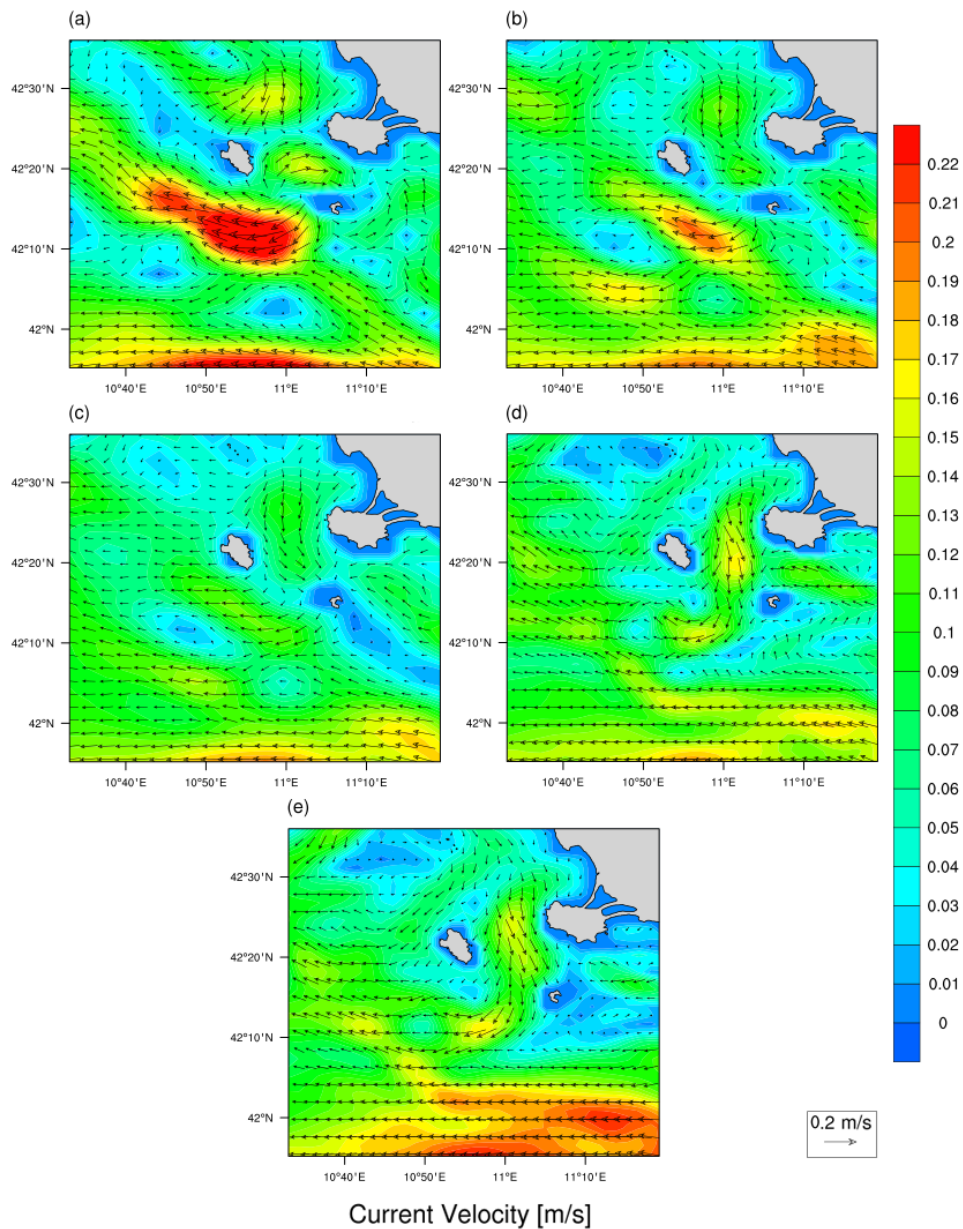 (a)
(b)
42°30'N
42°20'N
42°10'N
42°N
10°40'E 10°50'E 11°E 11°10'E
42°30'N
42°20'N
42°10'N
42°N
10°40'E 10°50'E 11°E 11°10'E
(c)
(d)
42°30'N
42°20'N
42°10'N
42°N
10°40'E 10°50'E 11°E 11°10'E
42°30'N
42°20'N
42°10'N
42°N
10°40'E 10°50'E 11°E 11°10'E
(e)
42°30'N
42°20'N
42°10'N
42°N
10°40'E 10°50'E 11°E 11°10'E
0.22
0.21
0.2
0.19
0.18
0.17
0.16
0.15
0.14
0.13
0.12
0.11
0.1
0.09
0.08
0.07
0.06
0.05
0.04
0.03
0.02
0.01
0
0.2 m/s
Current Velocity [m/s]